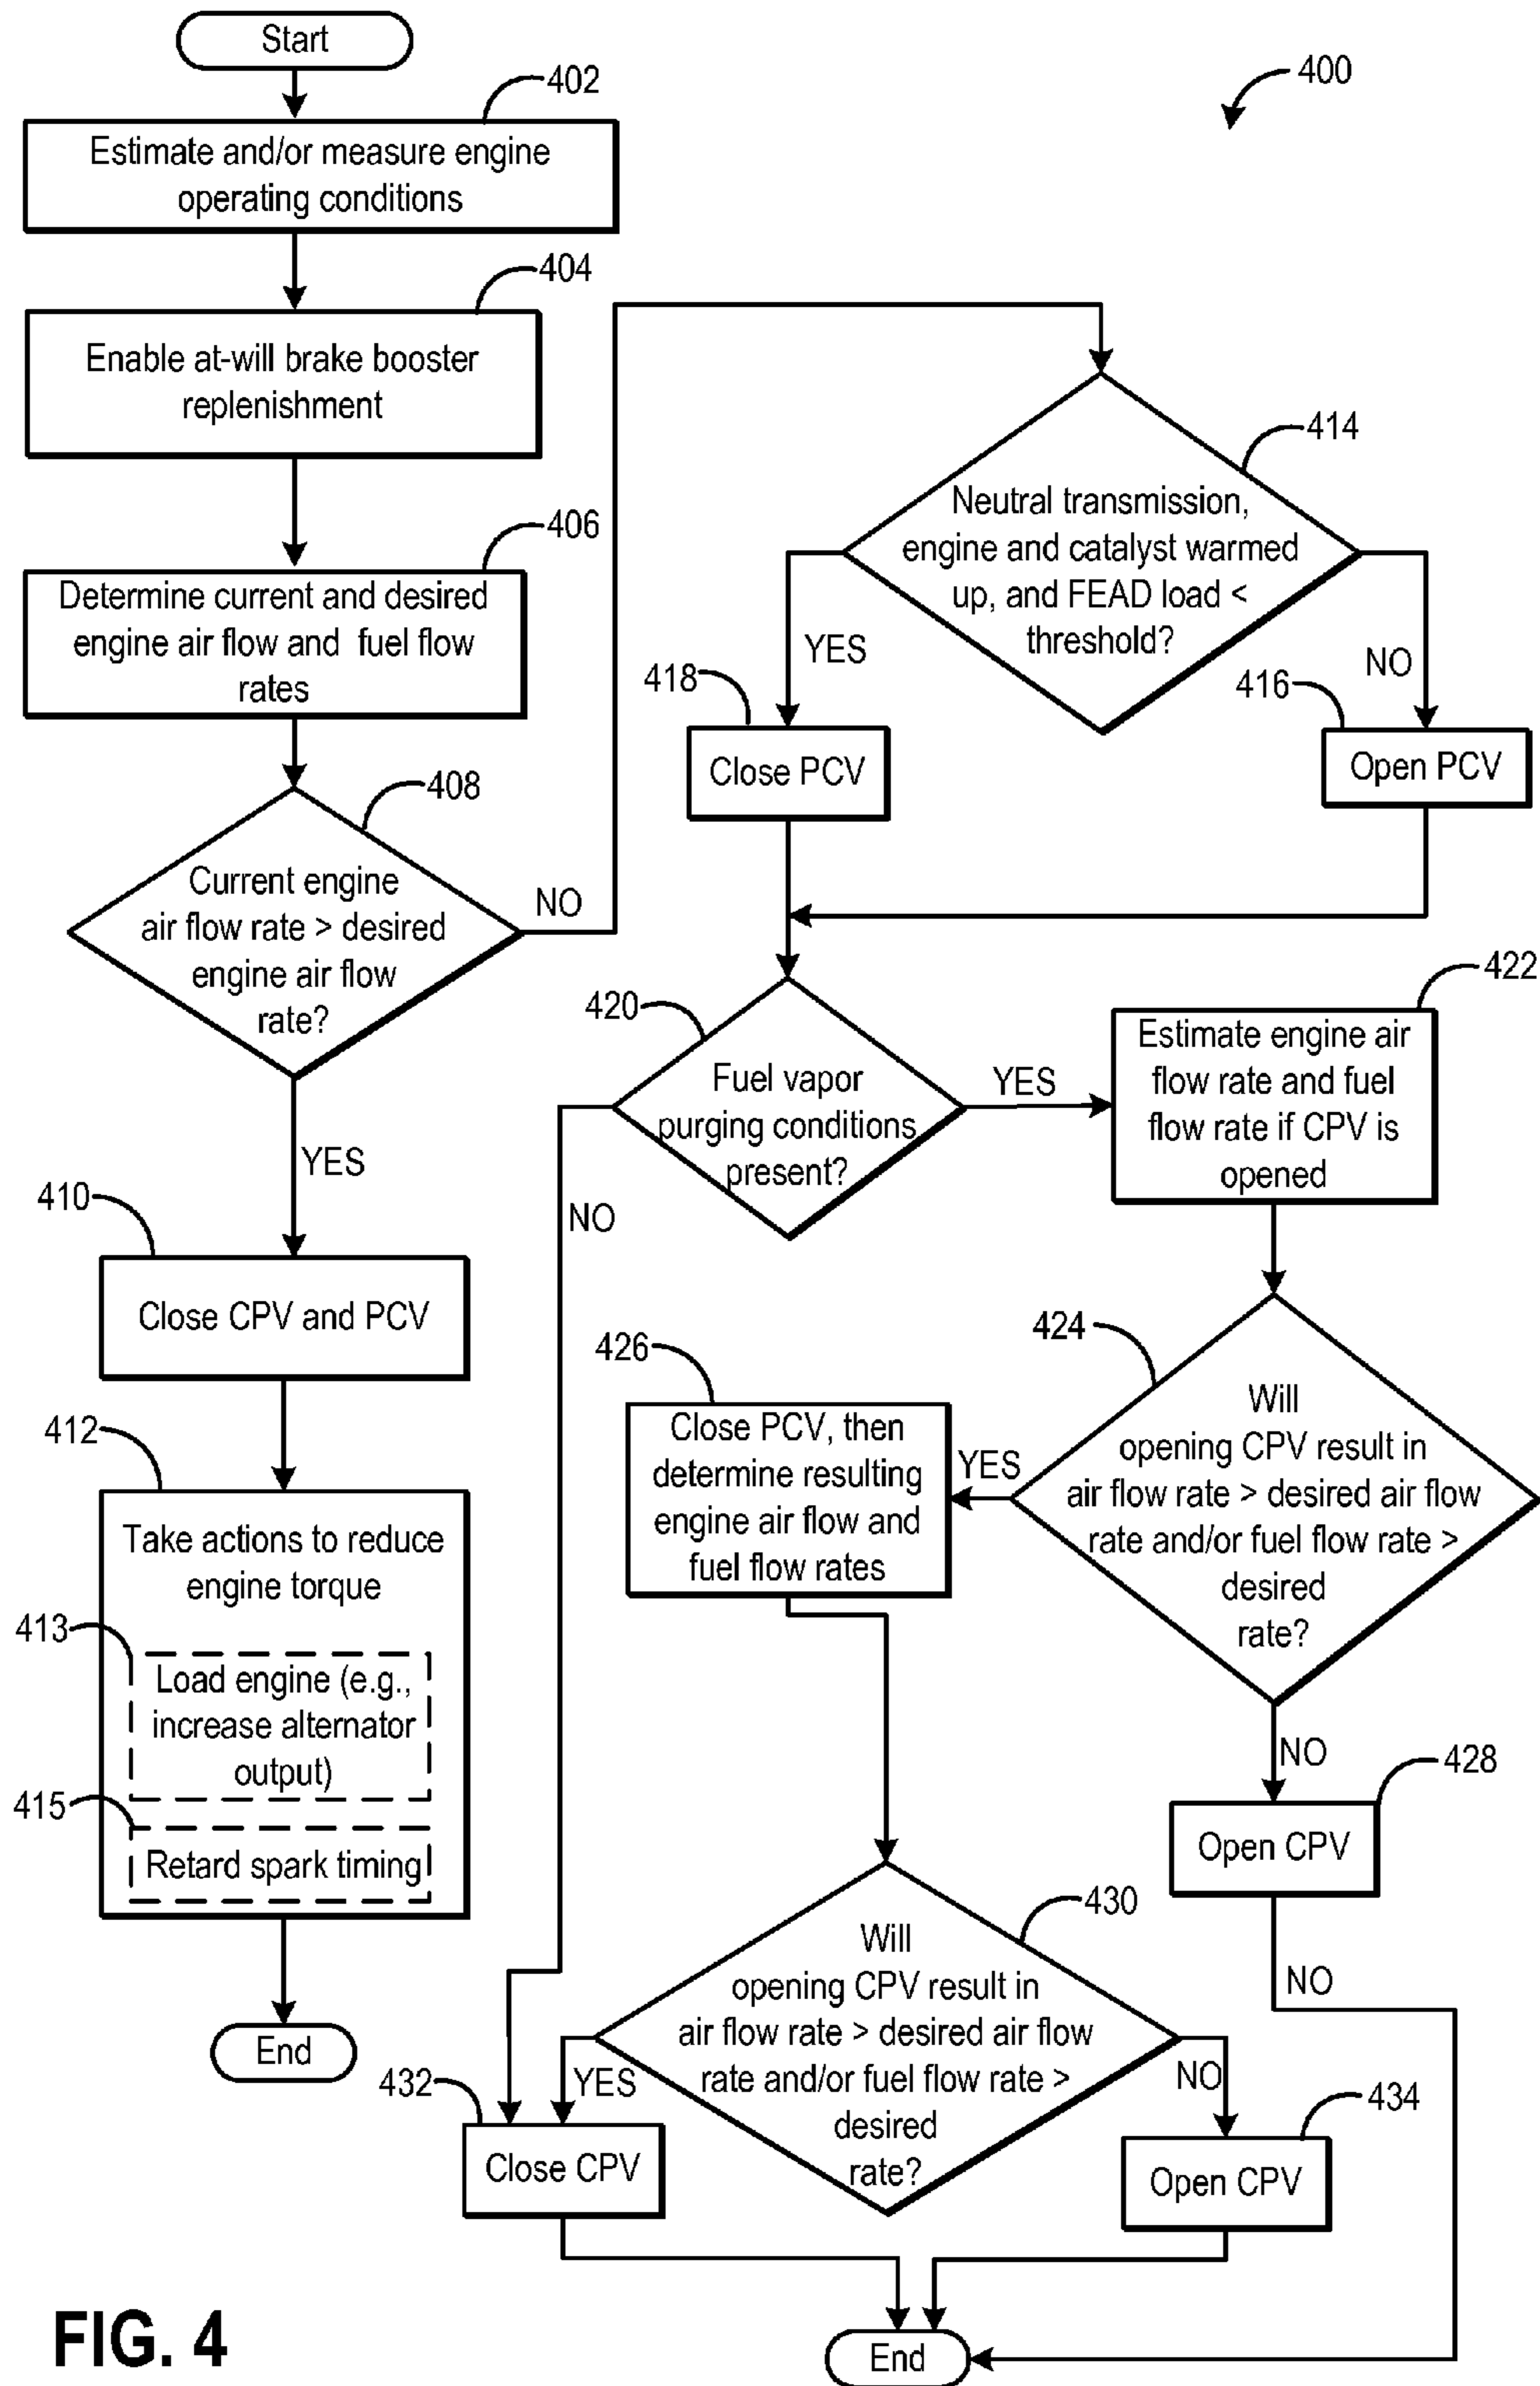 Start
402
400
Estimate and/or measure engine
operating conditions
404
Enable at-will brake booster
replenishment
406
Determine current and desired
engine air flow and fuel flow
rates
408
Current engine
air flow rate > desired
engine air flow
rate?
NO
YES
410
Close CPV and PCV
412
Take actions to reduce
engine torque
413
Load engine (e.g.,
increase alternator
output)
415
Retard spark timing
End
414
Neutral transmission,
engine and catalyst warmed
up, and FEAD load <
threshold?
YES
NO
418
Close PCV
416
Open PCV
420
Fuel vapor
purging conditions
present?
YES
NO
422
Estimate engine air
flow rate and fuel
flow rate if CPV is
opened
424
Will
opening CPV result in
air flow rate > desired air flow
rate and/or fuel flow rate >
desired
rate?
YES
NO
426
Close PCV, then
determine resulting
engine air flow and
fuel flow rates
428
Open CPV
NO
430
Will
opening CPV result in
air flow rate > desired air flow
rate and/or fuel flow rate >
desired
rate?
YES
NO
432
Close CPV
434
Open CPV
End
FIG. 4